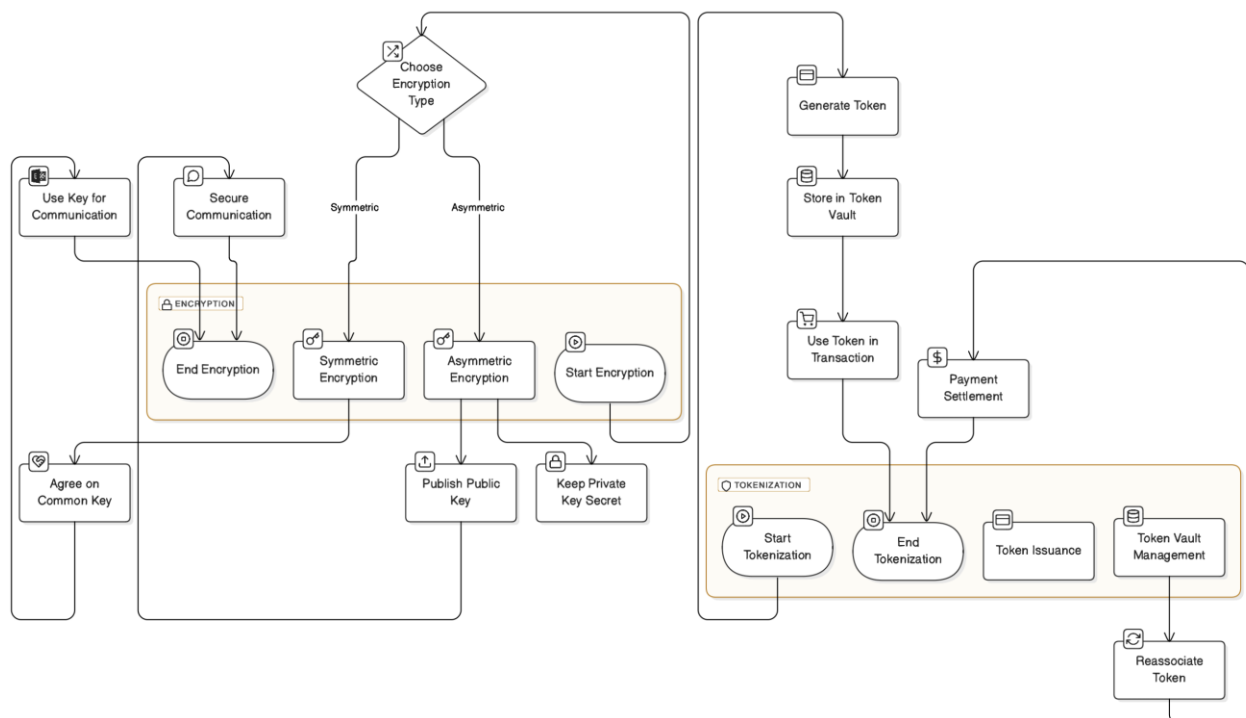 Choose
Encryption
Type
Generate Token
Use Key for
Communication
Secure
Communication
Symmetric
Asymmetric
Store in Token
Vault
ENCRYPTION
End Encryption
Symmetric
Encryption
Asymmetric
Encryption
Start Encryption
Use Token in
Transaction
Payment
Settlement
Agree on
Common Key
Publish Public
Key
Keep Private
Key Secret
TOKENIZATION
Start
Tokenization
End
Tokenization
Token Issuance
Token Vault
Management
Reassociate
Token